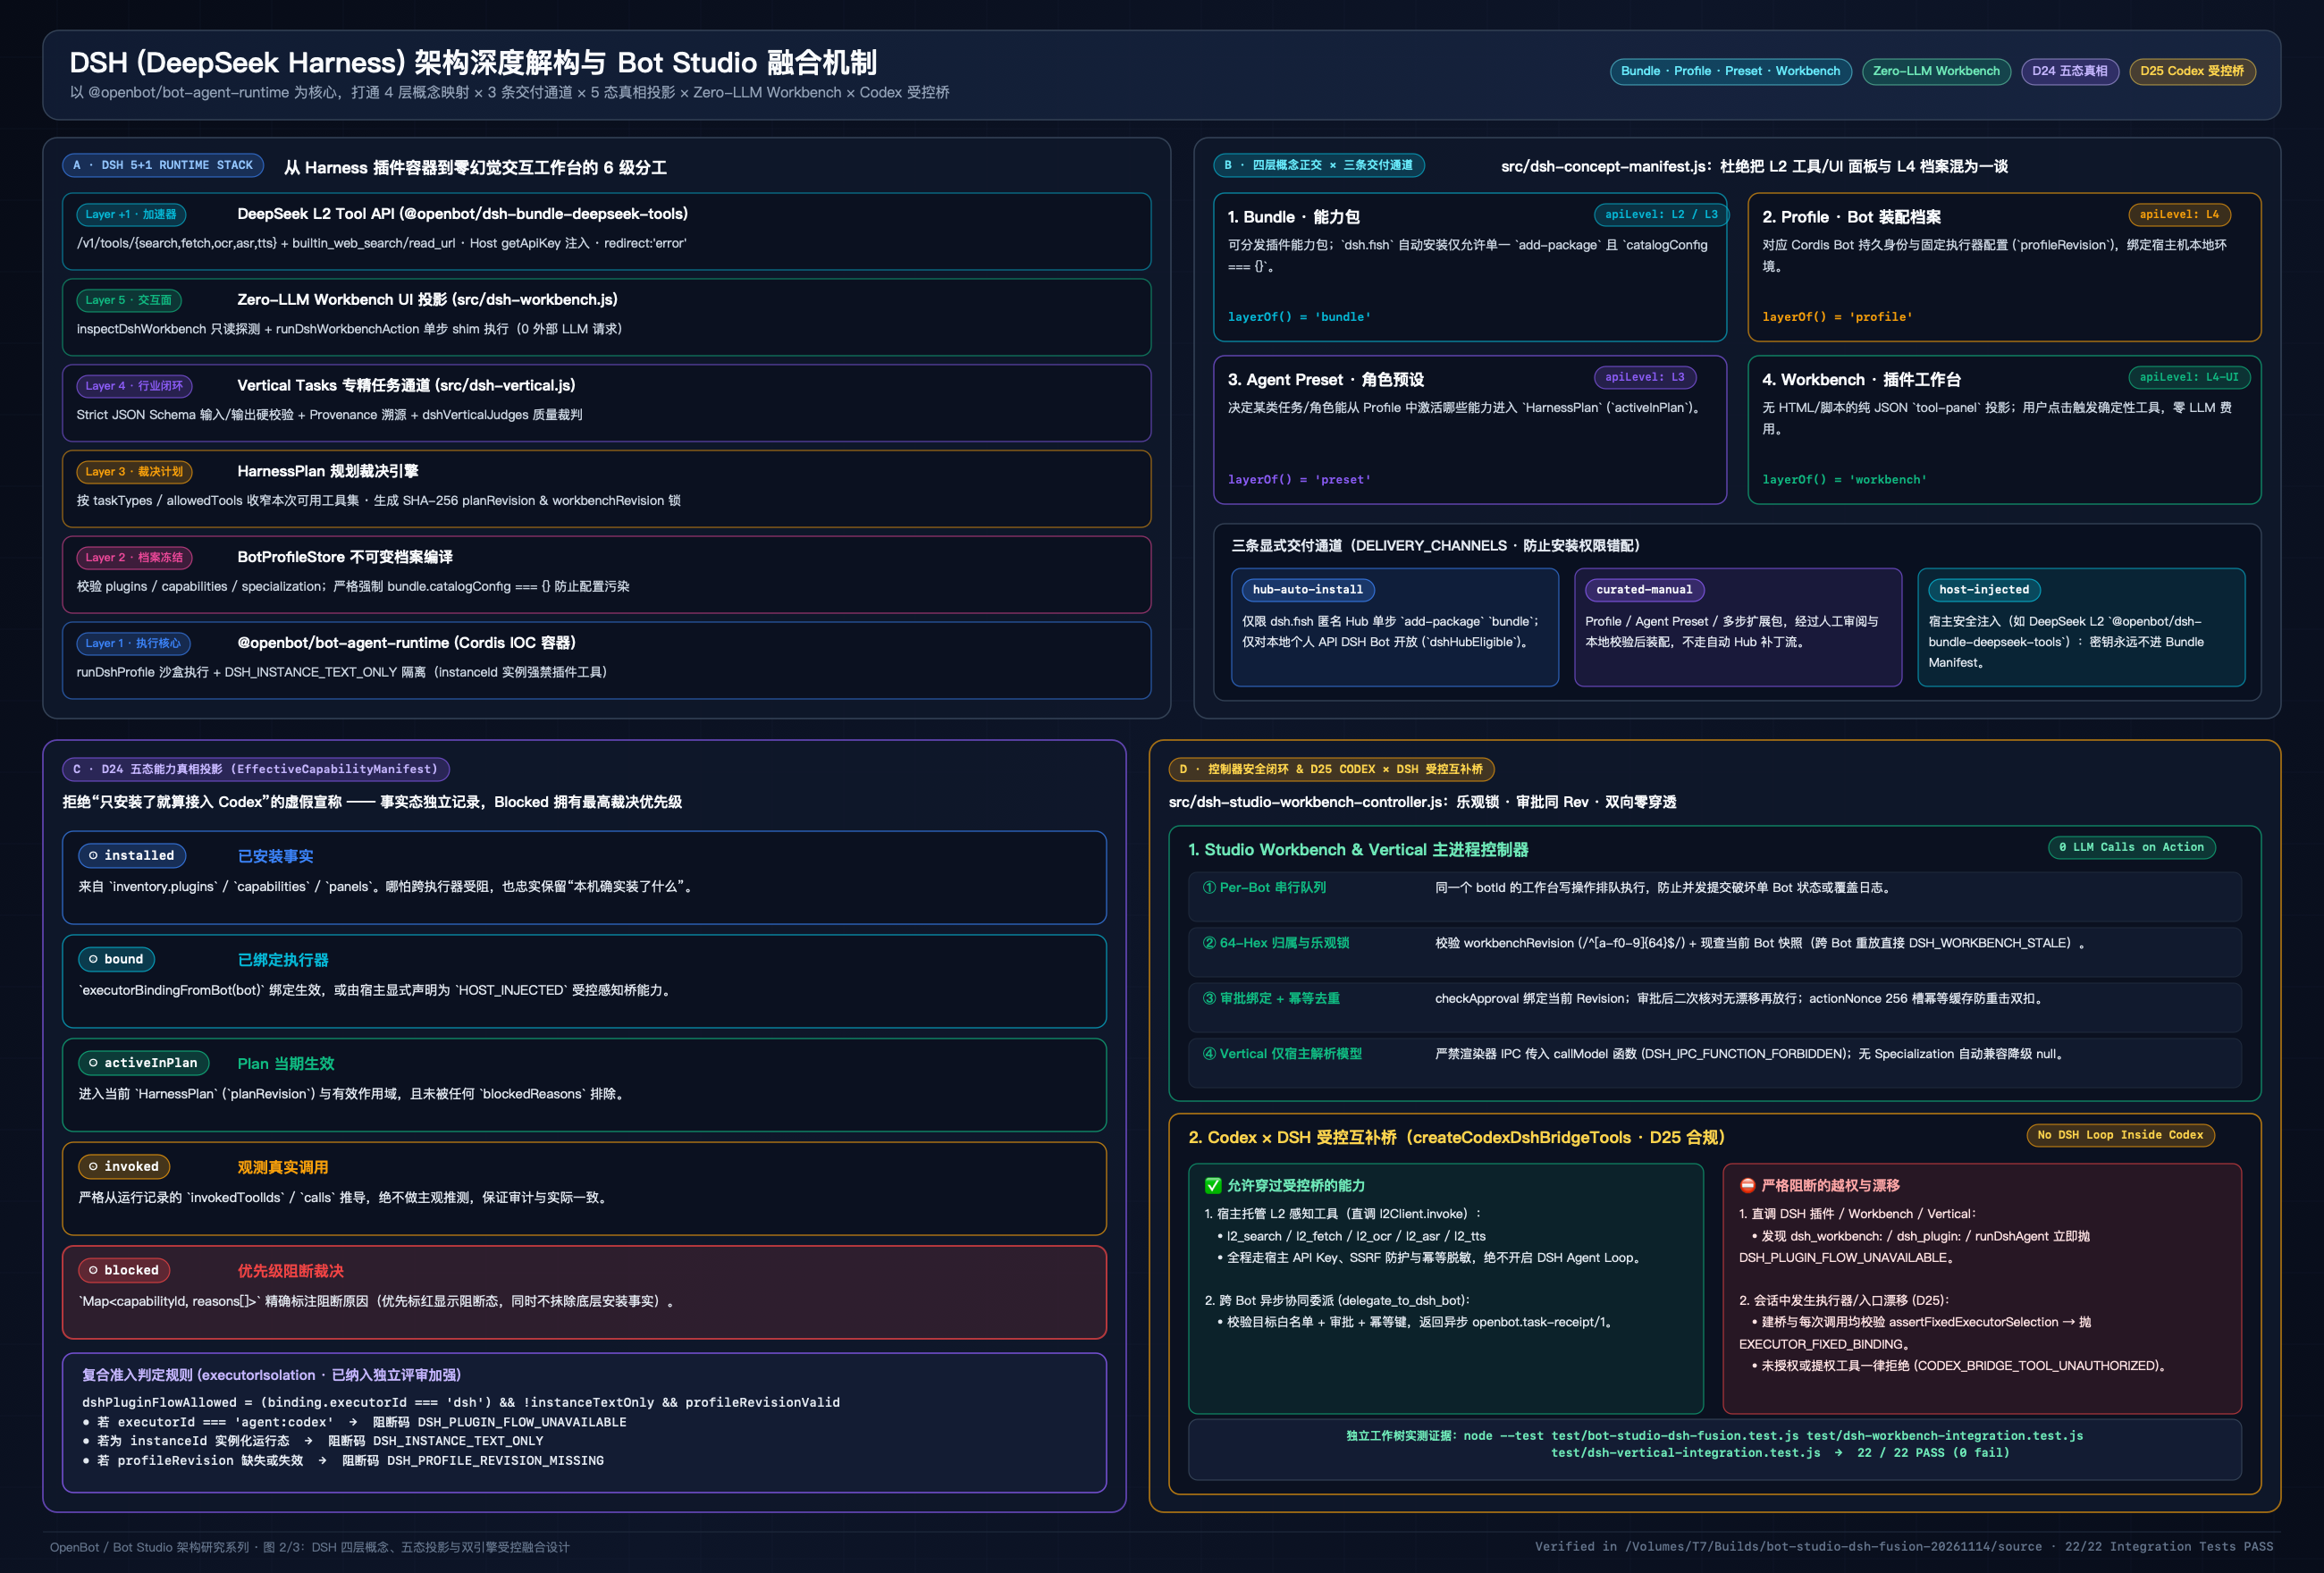 DSH (DeepSeek Harness) 架构深度解构与 Bot Studio 融合机制
以 @openbot/bot-agent-runtime 为核心，打通 4 层概念映射 × 3 条交付通道 × 5 态真相投影 × Zero-LLM Workbench × Codex 受控桥
Bundle · Profile · Preset · Workbench
Zero-LLM Workbench
D24 五态真相
D25 Codex 受控桥
A · DSH 5+1 RUNTIME STACK
从 Harness 插件容器到零幻觉交互工作台的 6 级分工
Layer +1 · 加速器
DeepSeek L2 Tool API (@openbot/dsh-bundle-deepseek-tools)
/v1/tools/{search,fetch,ocr,asr,tts} + builtin_web_search/read_url · Host getApiKey 注入 · redirect:'error'
Layer 5 · 交互面
Zero-LLM Workbench UI 投影 (src/dsh-workbench.js)
inspectDshWorkbench 只读探测 + runDshWorkbenchAction 单步 shim 执行（0 外部 LLM 请求）
Layer 4 · 行业闭环
Vertical Tasks 专精任务通道 (src/dsh-vertical.js)
Strict JSON Schema 输入/输出硬校验 + Provenance 溯源 + dshVerticalJudges 质量裁判
Layer 3 · 裁决计划
HarnessPlan 规划裁决引擎
按 taskTypes / allowedTools 收窄本次可用工具集 · 生成 SHA-256 planRevision & workbenchRevision 锁
Layer 2 · 档案冻结
BotProfileStore 不可变档案编译
校验 plugins / capabilities / specialization；严格强制 bundle.catalogConfig === {} 防止配置污染
Layer 1 · 执行核心
@openbot/bot-agent-runtime (Cordis IOC 容器)
runDshProfile 沙盒执行 + DSH_INSTANCE_TEXT_ONLY 隔离（instanceId 实例强禁插件工具）
B · 四层概念正交 × 三条交付通道
src/dsh-concept-manifest.js：杜绝把 L2 工具/UI 面板与 L4 档案混为一谈
1. Bundle · 能力包
apiLevel: L2 / L3
可分发插件能力包；`dsh.fish` 自动安装仅允许单一 `add-package` 且 `catalogConfig
=== {}`。
layerOf() = 'bundle'
2. Profile · Bot 装配档案
apiLevel: L4
对应 Cordis Bot 持久身份与固定执行器配置 (`profileRevision`)，绑定宿主机本地环
境。
layerOf() = 'profile'
3. Agent Preset · 角色预设
apiLevel: L3
决定某类任务/角色能从 Profile 中激活哪些能力进入 `HarnessPlan` (`activeInPlan`)。
layerOf() = 'preset'
4. Workbench · 插件工作台
apiLevel: L4-UI
无 HTML/脚本的纯 JSON `tool-panel` 投影；用户点击触发确定性工具，零 LLM 费
用。
layerOf() = 'workbench'
三条显式交付通道（DELIVERY_CHANNELS · 防止安装权限错配）
hub-auto-install
仅限 dsh.fish 匿名 Hub 单步 `add-package` `bundle`；
仅对本地个人 API DSH Bot 开放 (`dshHubEligible`)。
curated-manual
Profile / Agent Preset / 多步扩展包，经过人工审阅与
本地校验后装配，不走自动 Hub 补丁流。
host-injected
宿主安全注入（如 DeepSeek L2 `@openbot/dsh-
bundle-deepseek-tools`）：密钥永远不进 Bundle
Manifest。
C · D24 五态能力真相投影 (EffectiveCapabilityManifest)
拒绝“只安装了就算接入 Codex”的虚假宣称 —— 事实态独立记录，Blocked 拥有最高裁决优先级
⊙ installed
已安装事实
来自 `inventory.plugins` / `capabilities` / `panels`。哪怕跨执行器受阻，也忠实保留“本机确实装了什么”。
⊙ bound
已绑定执行器
`executorBindingFromBot(bot)` 绑定生效，或由宿主显式声明为 `HOST_INJECTED` 受控感知桥能力。
⊙ activeInPlan
Plan 当期生效
进入当前 `HarnessPlan` (`planRevision`) 与有效作用域，且未被任何 `blockedReasons` 排除。
⊙ invoked
观测真实调用
严格从运行记录的 `invokedToolIds` / `calls` 推导，绝不做主观推测，保证审计与实际一致。
⊙ blocked
优先级阻断裁决
`Map<capabilityId, reasons[]>` 精确标注阻断原因（优先标红显示阻断态，同时不抹除底层安装事实）。
复合准入判定规则 (executorIsolation · 已纳入独立评审加强)
dshPluginFlowAllowed = (binding.executorId === 'dsh') && !instanceTextOnly && profileRevisionValid
● 若 executorId === 'agent:codex' → 阻断码 DSH_PLUGIN_FLOW_UNAVAILABLE
● 若为 instanceId 实例化运行态 → 阻断码 DSH_INSTANCE_TEXT_ONLY
● 若 profileRevision 缺失或失效 → 阻断码 DSH_PROFILE_REVISION_MISSING
D · 控制器安全闭环 & D25 CODEX × DSH 受控互补桥
src/dsh-studio-workbench-controller.js：乐观锁 · 审批同 Rev · 双向零穿透
1. Studio Workbench & Vertical 主进程控制器
0 LLM Calls on Action
① Per-Bot 串行队列
同一个 botId 的工作台写操作排队执行，防止并发提交破坏单 Bot 状态或覆盖日志。
② 64-Hex 归属与乐观锁
校验 workbenchRevision (/^[a-f0-9]{64}$/) + 现查当前 Bot 快照（跨 Bot 重放直接 DSH_WORKBENCH_STALE）。
③ 审批绑定 + 幂等去重
checkApproval 绑定当前 Revision；审批后二次核对无漂移再放行；actionNonce 256 槽幂等缓存防重击双扣。
④ Vertical 仅宿主解析模型
严禁渲染器 IPC 传入 callModel 函数 (DSH_IPC_FUNCTION_FORBIDDEN)；无 Specialization 自动兼容降级 null。
2. Codex × DSH 受控互补桥（createCodexDshBridgeTools · D25 合规）
No DSH Loop Inside Codex
✅ 允许穿过受控桥的能力
1. 宿主托管 L2 感知工具（直调 l2Client.invoke）：
• l2_search / l2_fetch / l2_ocr / l2_asr / l2_tts
• 全程走宿主 API Key、SSRF 防护与幂等脱敏，绝不开启 DSH Agent Loop。
2. 跨 Bot 异步协同委派 (delegate_to_dsh_bot)：
• 校验目标白名单 + 审批 + 幂等键，返回异步 openbot.task-receipt/1。
⛔ 严格阻断的越权与漂移
1. 直调 DSH 插件 / Workbench / Vertical：
• 发现 dsh_workbench: / dsh_plugin: / runDshAgent 立即抛
DSH_PLUGIN_FLOW_UNAVAILABLE。
2. 会话中发生执行器/入口漂移 (D25)：
• 建桥与每次调用均校验 assertFixedExecutorSelection → 抛
EXECUTOR_FIXED_BINDING。
• 未授权或提权工具一律拒绝 (CODEX_BRIDGE_TOOL_UNAUTHORIZED)。
独立工作树实测证据：node --test test/bot-studio-dsh-fusion.test.js test/dsh-workbench-integration.test.js
test/dsh-vertical-integration.test.js → 22 / 22 PASS (0 fail)
OpenBot / Bot Studio 架构研究系列 · 图 2/3：DSH 四层概念、五态投影与双引擎受控融合设计
Verified in /Volumes/T7/Builds/bot-studio-dsh-fusion-20261114/source · 22/22 Integration Tests PASS